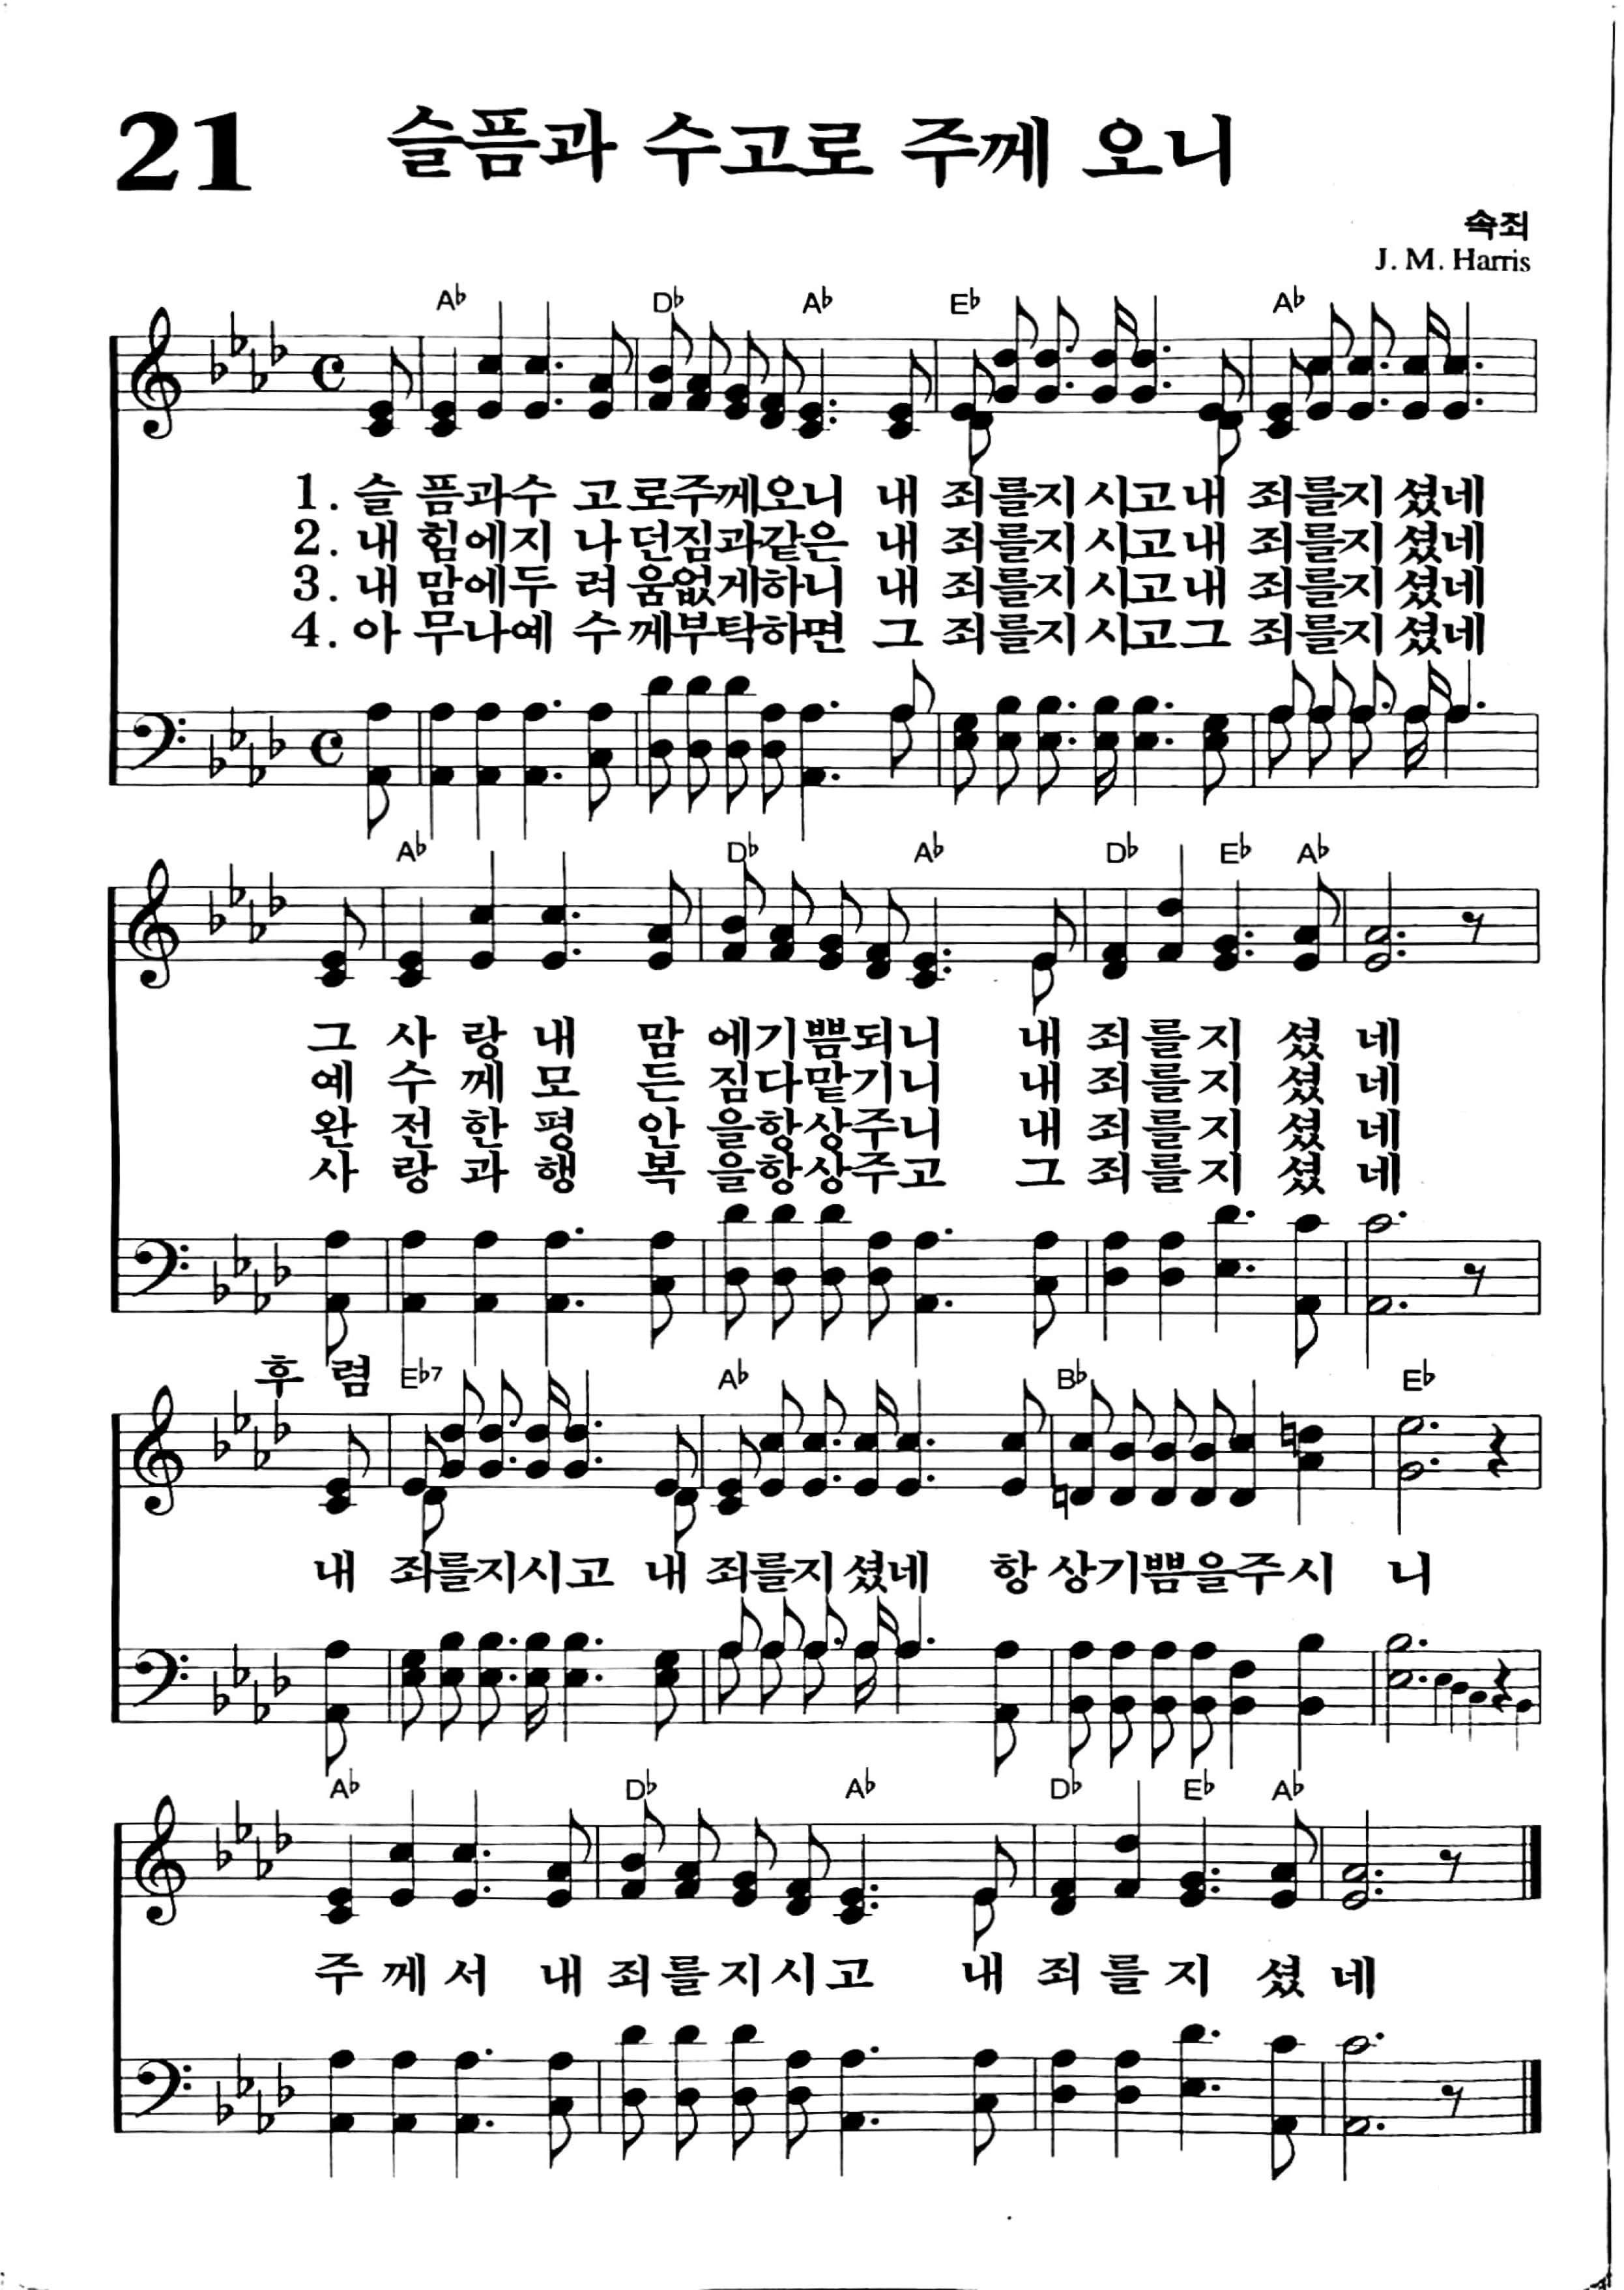 21 슬픔과 수고로 주께 오니
속죄
J. M. Harris
A♭ D♭ A♭ E♭ A♭
1. 슬 픔과수 고로주께오니 내 죄를지시고내 죄를지셨네
2. 내 힘에지 나던짐과같은 내 죄를지시고내 죄를지셨네
3. 내 맘에두 려움없게하니 내 죄를지시고내 죄를지셨네
4. 아 무나예 수께부탁하면 그 죄를지시고그 죄를지셨네
A♭ D♭ A♭ D♭ E♭ A♭
그 사 랑 내 맘 에기쁨되니 내 죄를지 셨 네
예 수 께 모 든 짐다맡기니 내 죄를지 셨 네
완 전 한 평 안 을항상주니 내 죄를지 셨 네
사 랑 과 행 복 을항상주고 그 죄를지 셨 네
후 렴 E♭7 A♭ B♭ E♭
내 죄를지시고 내 죄를지셨네 항 상기쁨을주시 니
A♭ D♭ A♭ D♭ E♭ A♭
주 께 서 내 죄 를 지 시 고 내 죄 를 지 셨 네